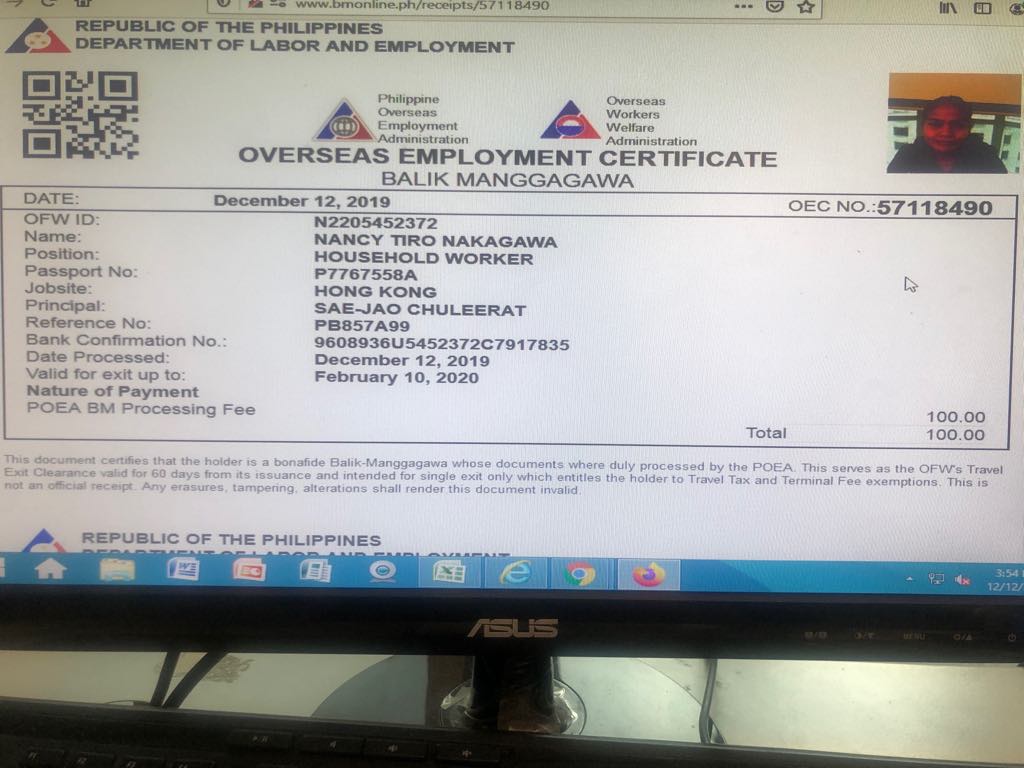 www.bmonline.ph/receipts/57118490
REPUBLIC OF THE PHILIPPINES
DEPARTMENT OF LABOR AND EMPLOYMENT
Philippine
Overseas
Employment
Administration
Overseas
Workers
Welfare
Administration
OVERSEAS EMPLOYMENT CERTIFICATE
BALIK MANGGAGAWA
DATE: December 12, 2019 OEC NO.:57118490
OFW ID: N2205452372
Name: NANCY TIRO NAKAGAWA
Position: HOUSEHOLD WORKER
Passport No: P7767558A
Jobsite: HONG KONG
Principal: SAE-JAO CHULEERAT
Reference No: PB857A99
Bank Confirmation No.: 9608936U5452372C7917835
Date Processed: December 12, 2019
Valid for exit up to: February 10, 2020
Nature of Payment
POEA BM Processing Fee 100.00
Total 100.00
This document certifies that the holder is a bonafide Balik-Manggagawa whose documents where duly processed by the POEA. This serves as the OFW's Travel
Exit Clearance valid for 60 days from its issuance and intended for single exit only which entitles the holder to Travel Tax and Terminal Fee exemptions. This is
not an official receipt. Any erasures, tampering, alterations shall render this document invalid.
REPUBLIC OF THE PHILIPPINES
DEPARTMENT OF LABOR AND EMPLOYMENT
3:54
12/12/
ASUS
MENU